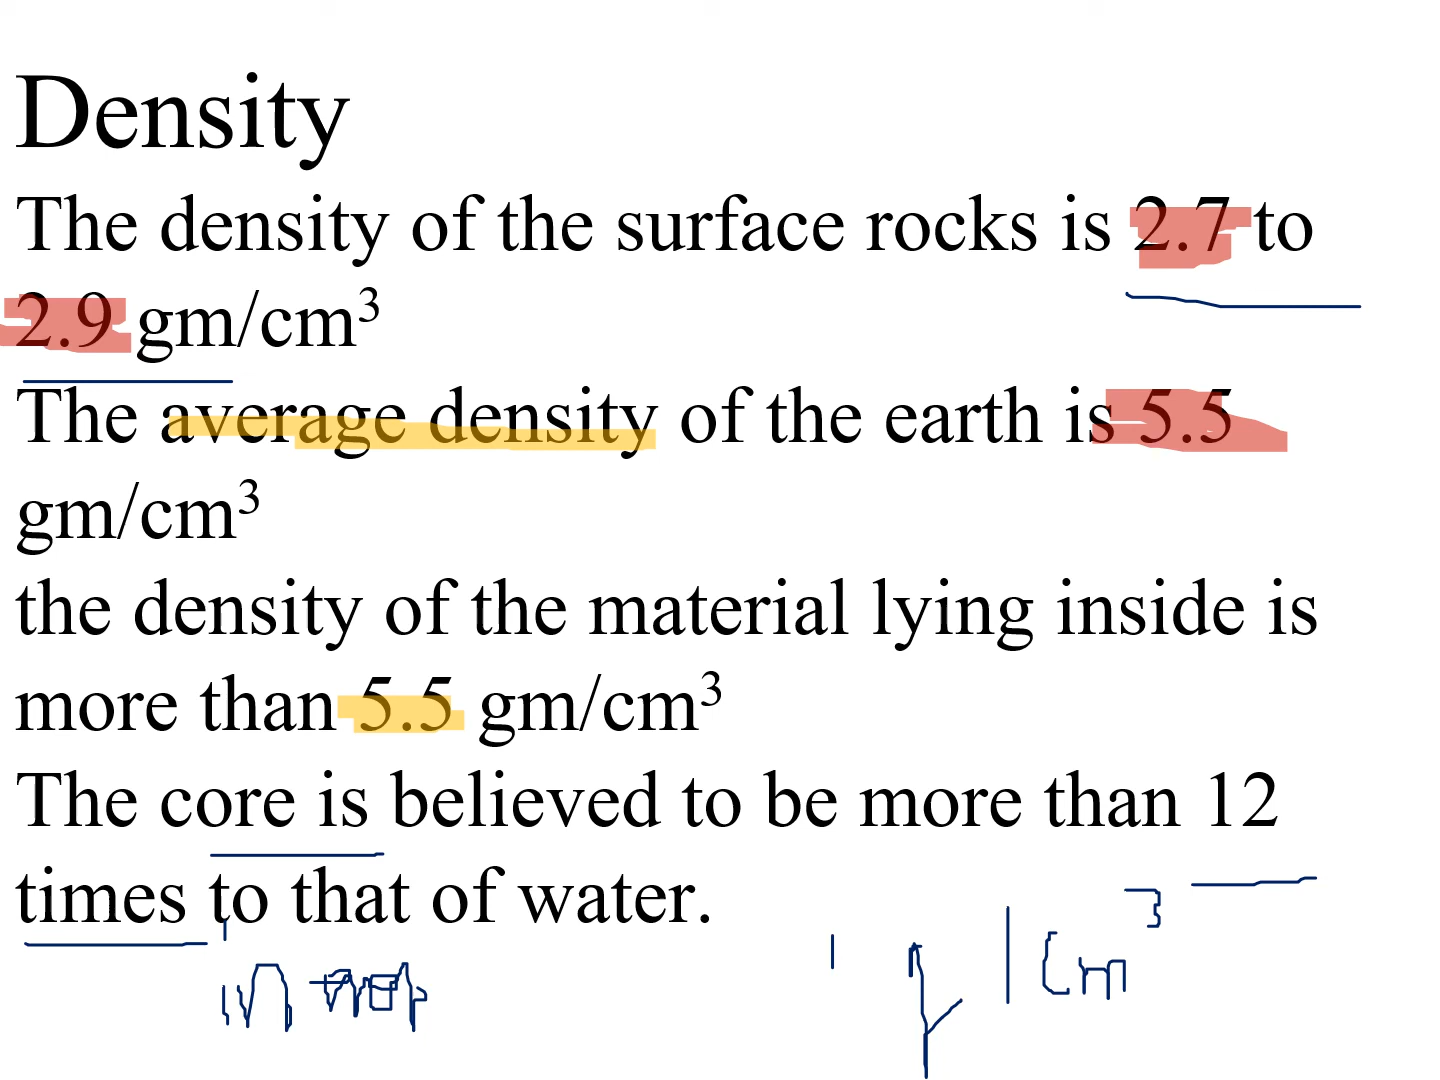 Density
The density of the surface rocks is 2.7 to
2.9 gm/cm³
The average density of the earth is 5.5
gm/cm³
the density of the material lying inside is
more than 5.5 gm/cm³
The core is believed to be more than 12
times to that of water.
1 g/cm³